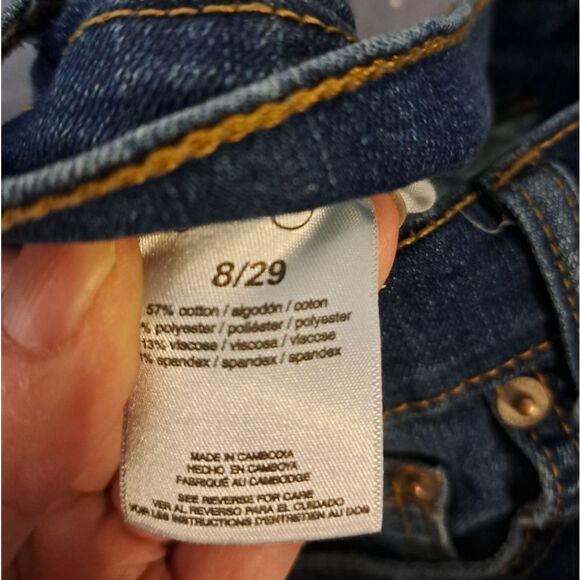 8/29
57% cotton / algodón / coton
% polyester / poliéster / polyester
13% viscose / viscosa / viscose
% spandex / spandex / spandex
MADE IN CAMBODIA
HECHO EN CAMBOYA
FABRIQUÉ AU CAMBODGE
SEE REVERSE FOR CARE
VER AL REVERSO PARA EL CUIDADO
VOIR LES INSTRUCTIONS D'ENTRETIEN AU DOS